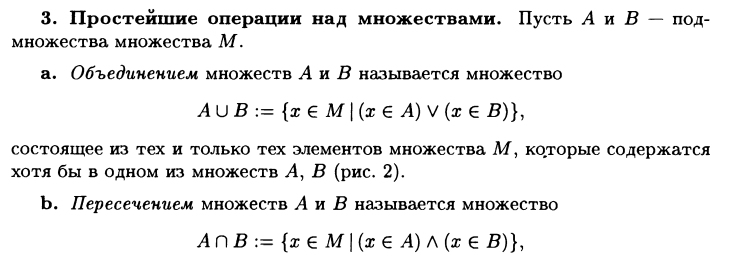 3. Простейшие операции над множествами. Пусть A и B — под-
множества множества M.
a. Объединением множеств A и B называется множество
A ∪ B := {x ∈ M | (x ∈ A) ∨ (x ∈ B)},
состоящее из тех и только тех элементов множества M, которые содержатся
хотя бы в одном из множеств A, B (рис. 2).
b. Пересечением множеств A и B называется множество
A ∩ B := {x ∈ M | (x ∈ A) ∧ (x ∈ B)},